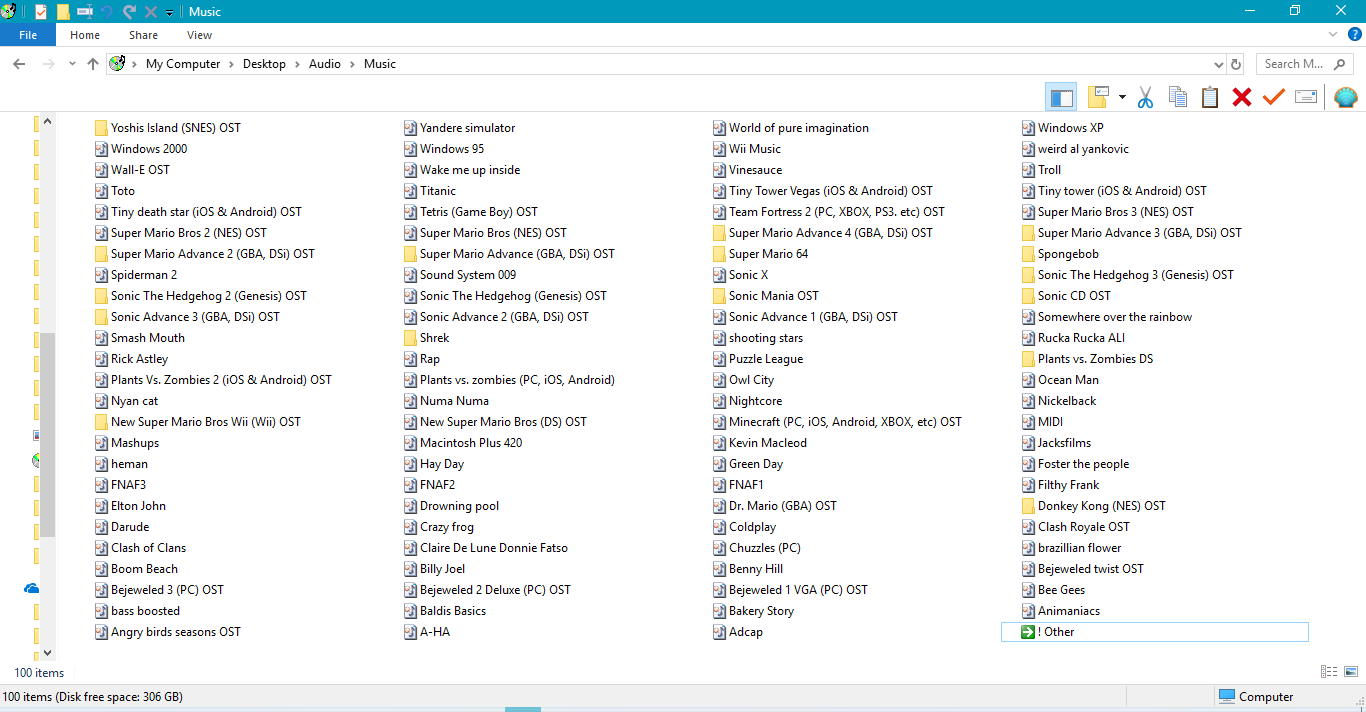 Music
File Home Share View
My Computer Desktop Audio Music Search M...
Yoshis Island (SNES) OST Yandere simulator World of pure imagination Windows XP
Windows 2000 Windows 95 Wii Music weird al yankovic
Wall-E OST Wake me up inside Vinesauce Troll
Toto Titanic Tiny Tower Vegas (iOS & Android) OST Tiny tower (iOS & Android) OST
Tiny death star (iOS & Android) OST Tetris (Game Boy) OST Team Fortress 2 (PC, XBOX, PS3. etc) OST Super Mario Bros 3 (NES) OST
Super Mario Bros 2 (NES) OST Super Mario Bros (NES) OST Super Mario Advance 4 (GBA, DSi) OST Super Mario Advance 3 (GBA, DSi) OST
Super Mario Advance 2 (GBA, DSi) OST Super Mario Advance (GBA, DSi) OST Super Mario 64 Spongebob
Spiderman 2 Sound System 009 Sonic X Sonic The Hedgehog 3 (Genesis) OST
Sonic The Hedgehog 2 (Genesis) OST Sonic The Hedgehog (Genesis) OST Sonic Mania OST Sonic CD OST
Sonic Advance 3 (GBA, DSi) OST Sonic Advance 2 (GBA, DSi) OST Sonic Advance 1 (GBA, DSi) OST Somewhere over the rainbow
Smash Mouth Shrek shooting stars Rucka Rucka ALI
Rick Astley Rap Puzzle League Plants vs. Zombies DS
Plants Vs. Zombies 2 (iOS & Android) OST Plants vs. zombies (PC, iOS, Android) Owl City Ocean Man
Nyan cat Numa Numa Nightcore Nickelback
New Super Mario Bros Wii (Wii) OST New Super Mario Bros (DS) OST Minecraft (PC, iOS, Android, XBOX, etc) OST MIDI
Mashups Macintosh Plus 420 Kevin Macleod Jacksfilms
heman Hay Day Green Day Foster the people
FNAF3 FNAF2 FNAF1 Filthy Frank
Elton John Drowning pool Dr. Mario (GBA) OST Donkey Kong (NES) OST
Darude Crazy frog Coldplay Clash Royale OST
Clash of Clans Claire De Lune Donnie Fatso Chuzzles (PC) brazillian flower
Boom Beach Billy Joel Benny Hill Bejeweled twist OST
Bejeweled 3 (PC) OST Bejeweled 2 Deluxe (PC) OST Bejeweled 1 VGA (PC) OST Bee Gees
bass boosted Baldis Basics Bakery Story Animaniacs
Angry birds seasons OST A-HA Adcap ! Other
100 items
100 items (Disk free space: 306 GB) Computer